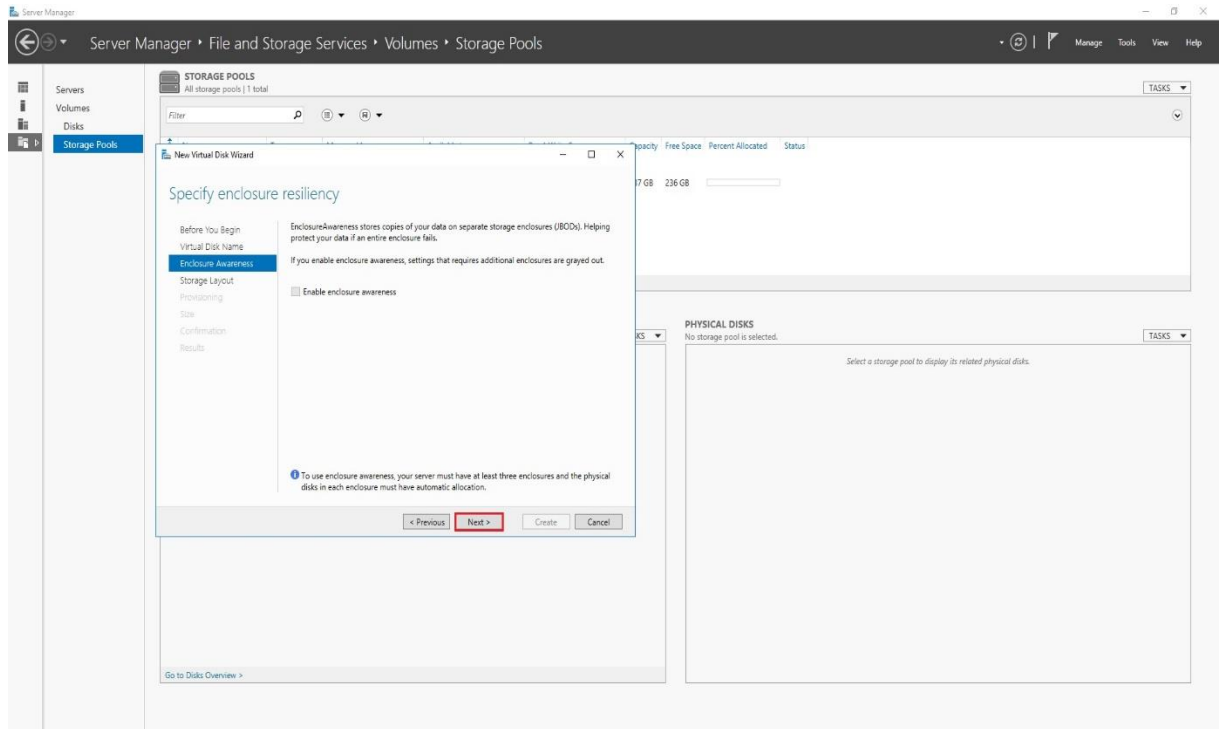 Server Manager
Server Manager ‣ File and Storage Services ‣ Volumes ‣ Storage Pools
Manage Tools View Help
Servers
Volumes
Disks
Storage Pools
STORAGE POOLS
All storage pools | 1 total
TASKS
Filter
Capacity Free Space Percent Allocated Status
7 GB 236 GB
New Virtual Disk Wizard
Specify enclosure resiliency
Before You Begin
Virtual Disk Name
Enclosure Awareness
Storage Layout
Provisioning
Size
Confirmation
Results
EnclosureAwareness stores copies of your data on separate storage enclosures (JBODs). Helping
protect your data if an entire enclosure fails.
If you enable enclosure awareness, settings that requires additional enclosures are grayed out.
Enable enclosure awareness
To use enclosure awareness, your server must have at least three enclosures and the physical
disks in each enclosure must have automatic allocation.
< Previous Next > Create Cancel
PHYSICAL DISKS
No storage pool is selected.
TASKS
Select a storage pool to display its related physical disks.
Go to Disks Overview >